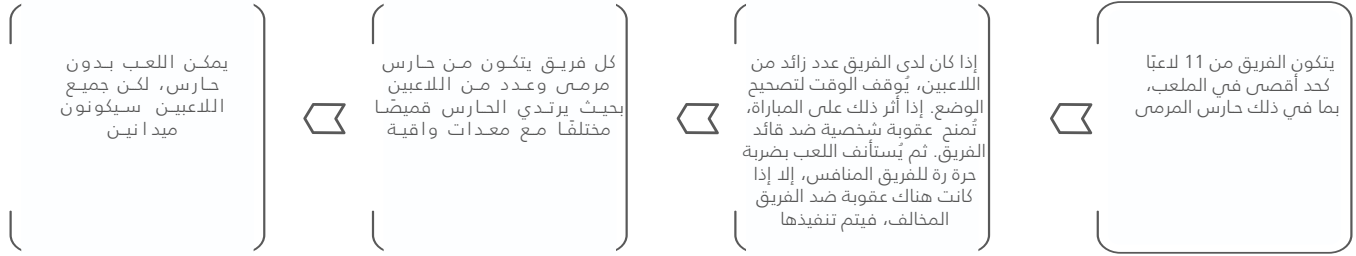 يتكون الفريق من 11 لاعبًا
كحد أقصى في الملعب،
بما في ذلك حارس المرمى
إذا كان لدى الفريق عدد زائد من
اللاعبين، يُوقف الوقت لتصحيح
الوضع. إذا أثر ذلك على المباراة،
تُمنح عقوبة شخصية ضد قائد
الفريق. ثم يُستأنف اللعب بضربة
حرة رة للفريق المنافس، إلا إذا
كانت هناك عقوبة ضد الفريق
المخالف، فيتم تنفيذها
كل فريق يتكون من حارس
مرمى وعدد من اللاعبين
بحيث يرتدي الحارس قميصًا
مختلفًا مع معدات واقية
يمكن اللعب بدون
حارس، لكن جميع
اللاعبين سيكونون
ميدانين